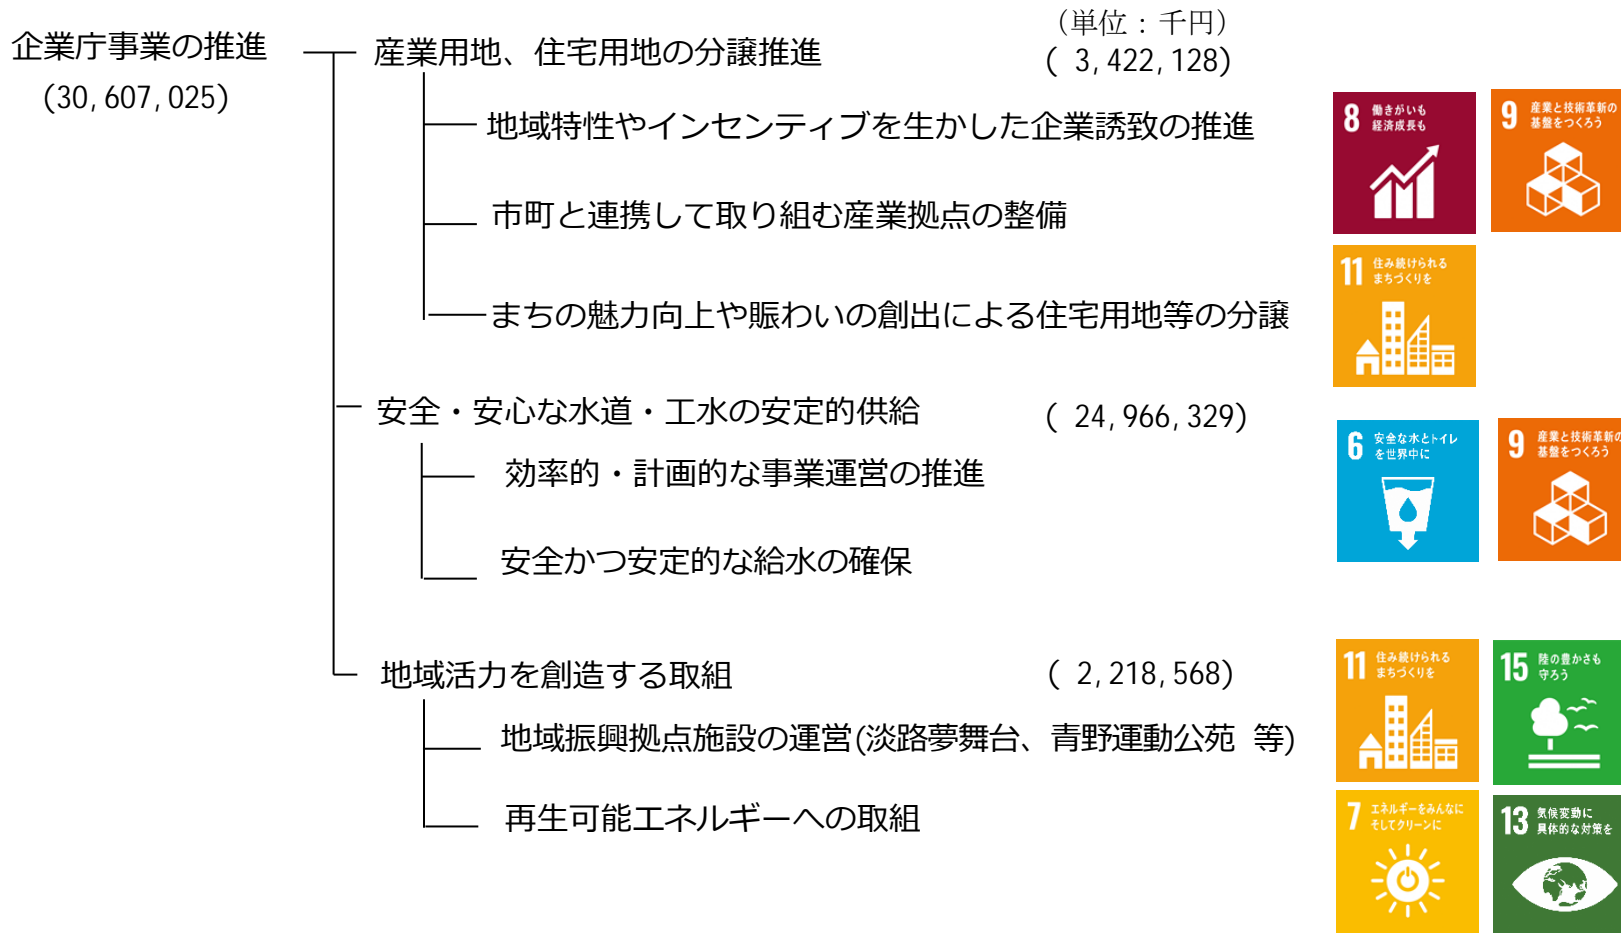 （単位：千円）
企業庁事業の推進
(30,607,025)
産業用地、住宅用地の分譲推進
( 3,422,128)
地域特性やインセンティブを生かした企業誘致の推進
市町と連携して取り組む産業拠点の整備
まちの魅力向上や賑わいの創出による住宅用地等の分譲
8 働きがいも
経済成長も
9 産業と技術革新の
基盤をつくろう
11 住み続けられる
まちづくりを
安全・安心な水道・工水の安定的供給
( 24,966,329)
効率的・計画的な事業運営の推進
安全かつ安定的な給水の確保
6 安全な水とトイレ
を世界中に
9 産業と技術革新の
基盤をつくろう
地域活力を創造する取組
( 2,218,568)
地域振興拠点施設の運営(淡路夢舞台、青野運動公苑 等)
再生可能エネルギーへの取組
11 住み続けられる
まちづくりを
15 陸の豊かさも
守ろう
7 エネルギーをみんなに
そしてクリーンに
13 気候変動に
具体的な対策を